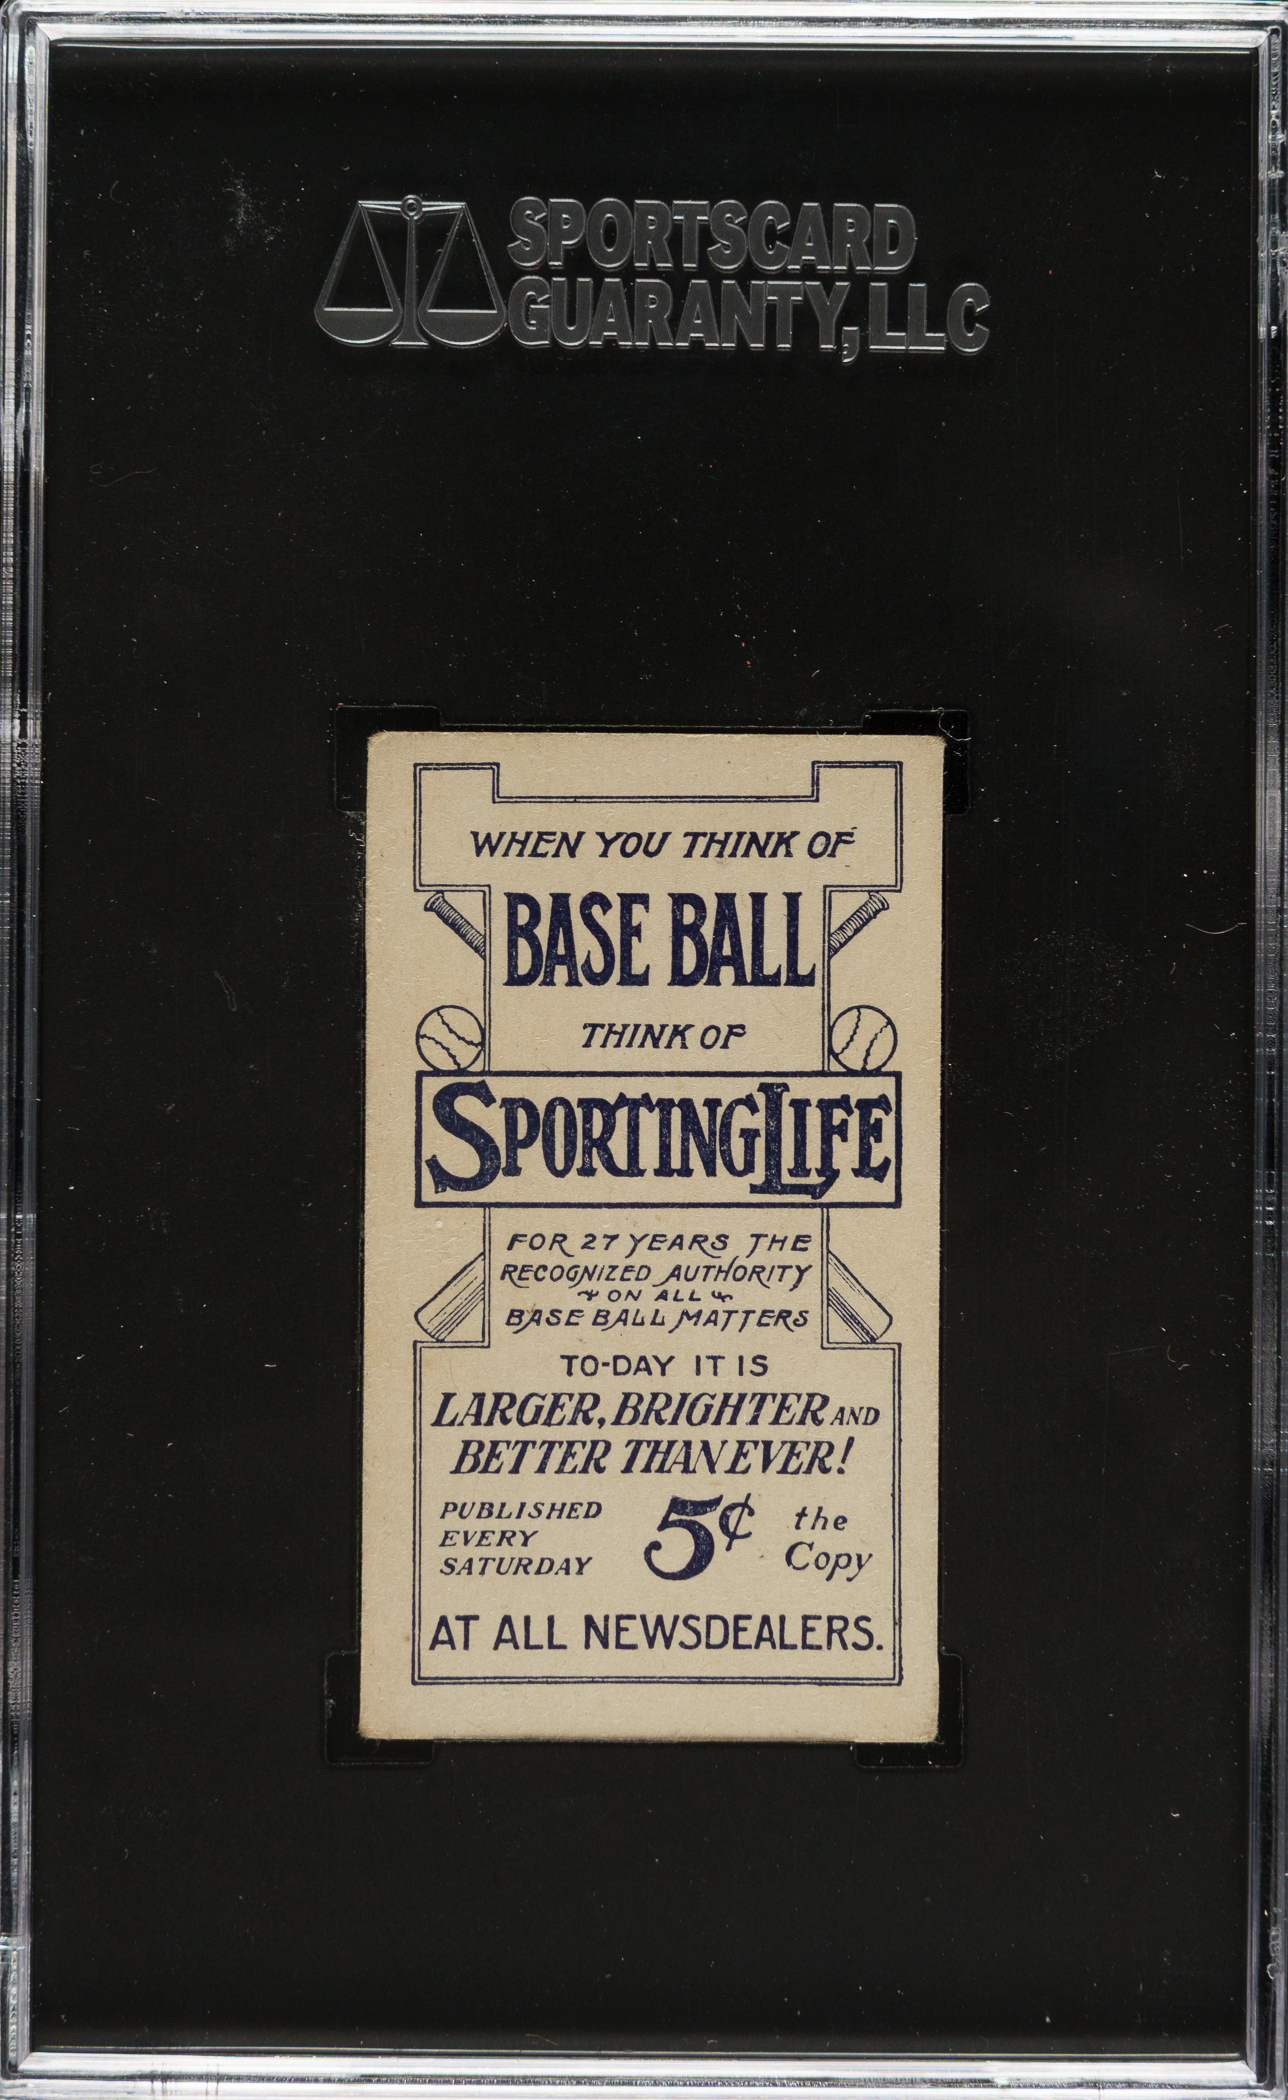 SPORTSCARD
GUARANTY, LLC
WHEN YOU THINK OF
BASE BALL
THINK OF
SPORTING LIFE
FOR 27 YEARS THE
RECOGNIZED AUTHORITY
ON ALL
BASE BALL MATTERS
TO-DAY IT IS
LARGER, BRIGHTER AND
BETTER THAN EVER!
PUBLISHED
EVERY
SATURDAY
5¢
the
Copy
AT ALL NEWSDEALERS.